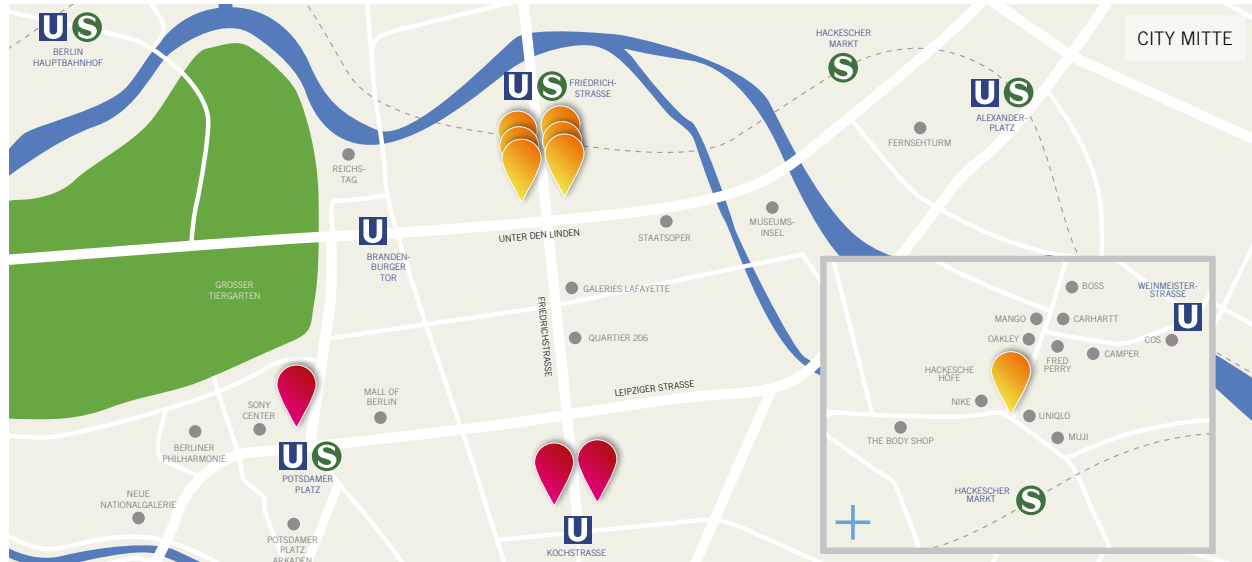 U S
BERLIN
HAUPTBAHNHOF
CITY MITTE
HACKESCHER
MARKT
S
U S
FRIEDRICH-
STRASSE
U S
ALEXANDER-
PLATZ
FERNSEHTURM
REICHS-
TAG
U
BRANDEN-
BURGER
TOR
UNTER DEN LINDEN
STAATSOPER
MUSEUMS-
INSEL
GROSSER
TIERGARTEN
GALERIES LAFAYETTE
FRIEDRICHSTRASSE
QUARTIER 206
LEIPZIGER STRASSE
MALL OF
BERLIN
SONY
CENTER
BERLINER
PHILHARMONIE
U S
POTSDAMER
PLATZ
NEUE
NATIONALGALERIE
POTSDAMER
PLATZ
ARKADEN
U
KOCHSTRASSE
BOSS
WEINMEISTER-
STRASSE
U
MANGO
CARHARTT
OAKLEY
COS
FRED
PERRY
CAMPER
HACKESCHE
HÖFE
NIKE
UNIQLO
THE BODY SHOP
MUJI
HACKESCHER
MARKT
S